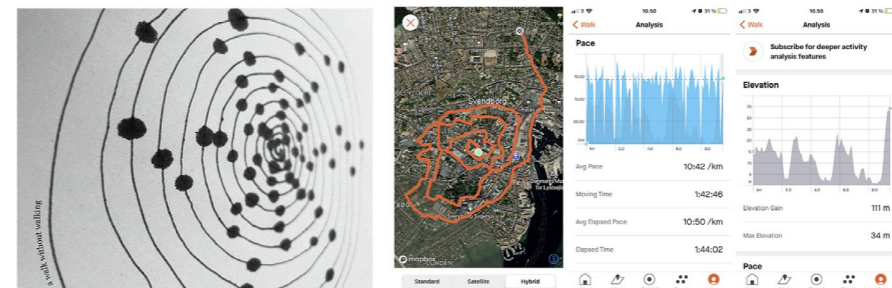 a walk without walking
Svendborg
mapbox
Standard
Satellite
Hybrid
10:50
31 %
Walk
Analysis
Pace
Avg Pace
10:42 /km
Moving Time
1:42:46
Avg Elapsed Pace
10:50 /km
Elapsed Time
1:44:02
10:50
31 %
Walk
Analysis
Subscribe for deeper activity
analysis features
Elevation
Elevation Gain
111 m
Max Elevation
34 m
Pace